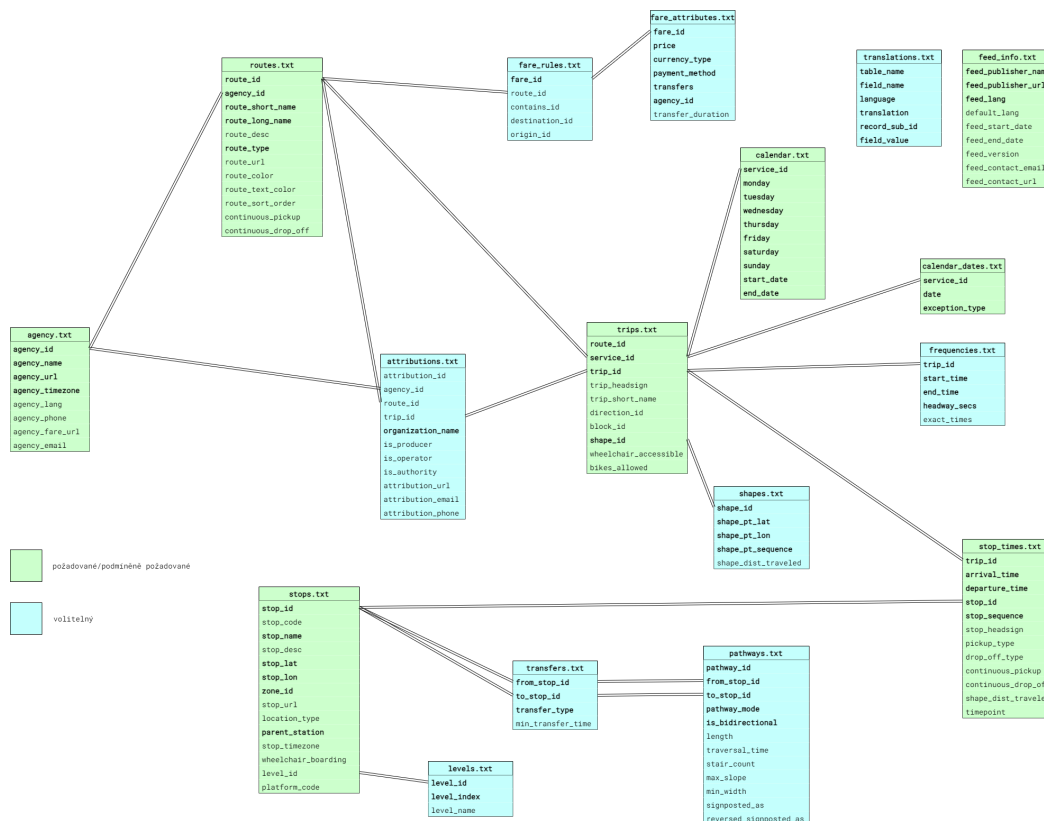 routes.txt
route_id
agency_id
route_short_name
route_long_name
route_desc
route_type
route_url
route_color
route_text_color
route_sort_order
continuous_pickup
continuous_drop_off
fare_rules.txt
fare_id
route_id
contains_id
destination_id
origin_id
fare_attributes.txt
fare_id
price
currency_type
payment_method
transfers
agency_id
transfer_duration
translations.txt
table_name
field_name
language
translation
record_sub_id
field_value
feed_info.txt
feed_publisher_nam
feed_publisher_url
feed_lang
default_lang
feed_start_date
feed_end_date
feed_version
feed_contact_email
feed_contact_url
calendar.txt
service_id
monday
tuesday
wednesday
thursday
friday
saturday
sunday
start_date
end_date
calendar_dates.txt
service_id
date
exception_type
agency.txt
agency_id
agency_name
agency_url
agency_timezone
agency_lang
agency_phone
agency_fare_url
agency_email
attributions.txt
attribution_id
agency_id
route_id
trip_id
organization_name
is_producer
is_operator
is_authority
attribution_url
attribution_email
attribution_phone
trips.txt
route_id
service_id
trip_id
trip_headsign
trip_short_name
direction_id
block_id
shape_id
wheelchair_accessible
bikes_allowed
frequencies.txt
trip_id
start_time
end_time
headway_secs
exact_times
shapes.txt
shape_id
shape_pt_lat
shape_pt_lon
shape_pt_sequence
shape_dist_traveled
požadované/podmíněně požadované
volitelný
stops.txt
stop_id
stop_code
stop_name
stop_desc
stop_lat
stop_lon
zone_id
stop_url
location_type
parent_station
stop_timezone
wheelchair_boarding
level_id
platform_code
levels.txt
level_id
level_index
level_name
transfers.txt
from_stop_id
to_stop_id
transfer_type
min_transfer_time
pathways.txt
pathway_id
from_stop_id
to_stop_id
pathway_mode
is_bidirectional
length
traversal_time
stair_count
max_slope
min_width
signposted_as
reversed_signposted_as
stop_times.txt
trip_id
arrival_time
departure_time
stop_id
stop_sequence
stop_headsign
pickup_type
drop_off_type
continuous_pickup
continuous_drop_of
shape_dist_travele
timepoint